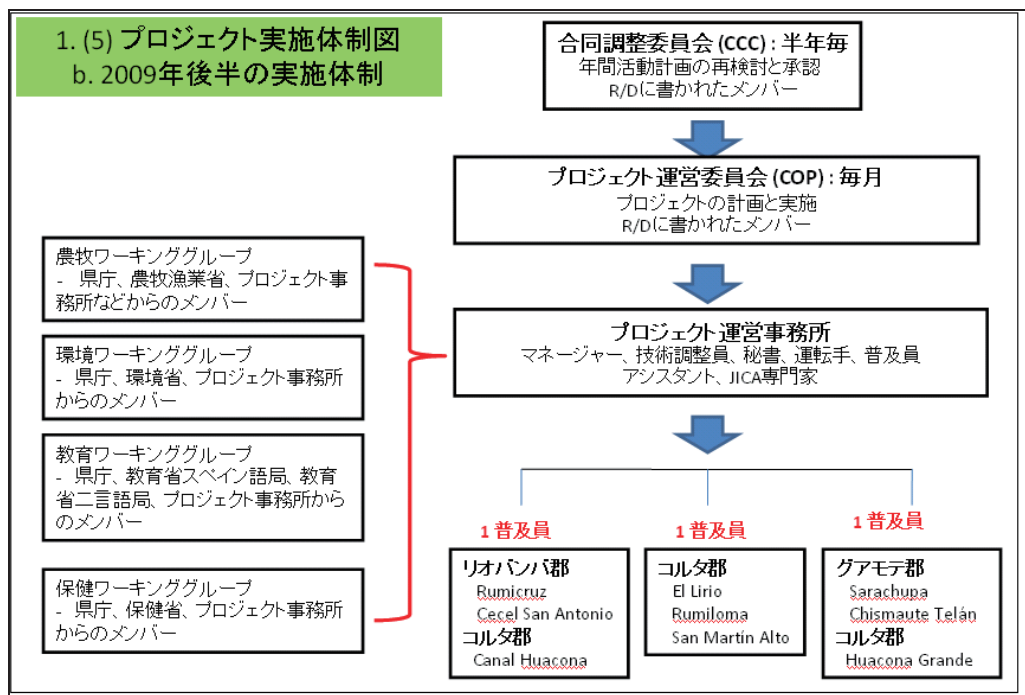 1. (5) プロジェクト実施体制図
b. 2009年後半の実施体制
合同調整委員会 (CCC) : 半年毎
年間活動計画の再検討と承認
R/Dに書かれたメンバー
プロジェクト運営委員会 (COP) : 毎月
プロジェクトの計画と実施
R/Dに書かれたメンバー
農牧ワーキンググループ
- 県庁、農牧漁業省、プロジェクト事
務所などからのメンバー
環境ワーキンググループ
- 県庁、環境省、プロジェクト事務所
からのメンバー
教育ワーキンググループ
- 県庁、教育省スペイン語局、教育
省二言語局、プロジェクト事務所から
のメンバー
保健ワーキンググループ
- 県庁、保健省、プロジェクト事務所
からのメンバー
プロジェクト運営事務所
マネージャー、技術調整員、秘書、運転手、普及員
アシスタント、JICA専門家
1 普及員
リオバンバ郡
Rumicruz
Cecel San Antonio
コルタ郡
Canal Huacona
1 普及員
コルタ郡
El Lirio
Rumiloma
San Martín Alto
1 普及員
グアモテ郡
Sarachupa
Chismaute Telán
コルタ郡
Huacona Grande